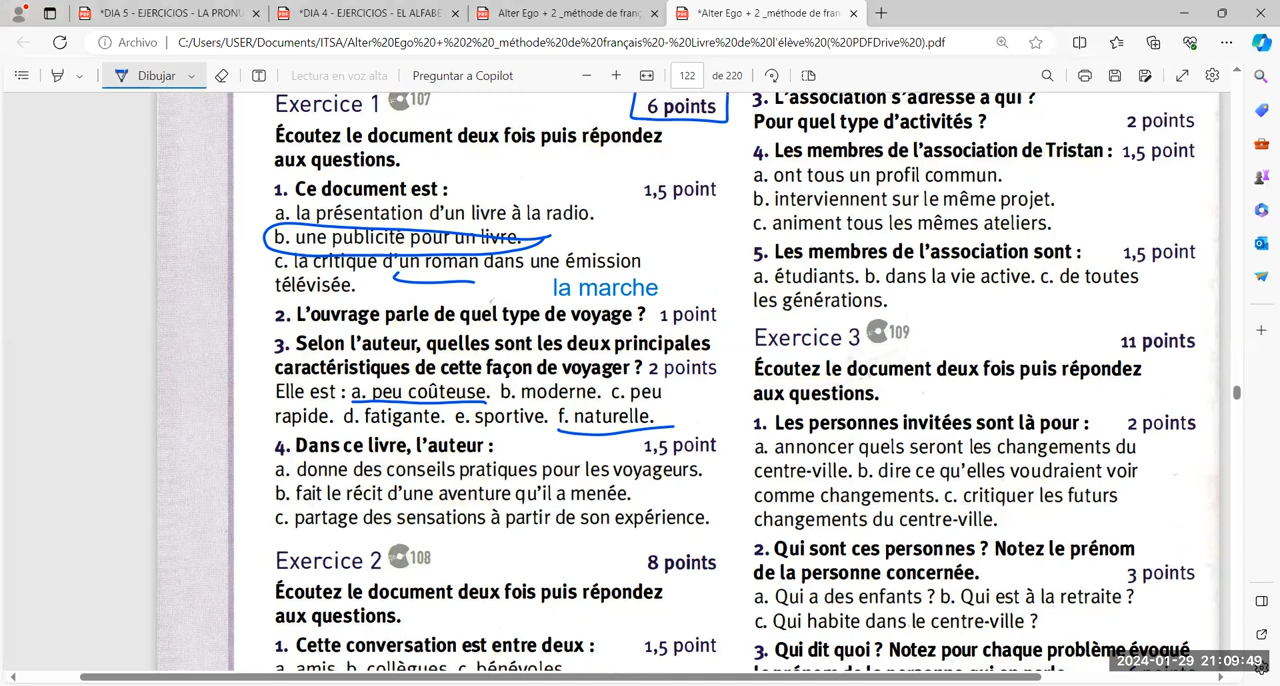 *DIA 5 - EJERCICIOS - LA PRONU
*DIA 4 - EJERCICIOS - EL ALFABE
Alter Ego + 2 _méthode de franç
*Alter Ego + 2 _méthode de fran
Archivo
C:/Users/USER/Documents/ITSA/Alter%20Ego%20+%202%20_méthode%20de%20français%20-%20Livre%20de%20l'élève%20(%20PDFDrive%20).pdf
Dibujar
Lectura en voz alta
Preguntar a Copilot
122
de 220
Exercice 1 107
6 points
Écoutez le document deux fois puis répondez
aux questions.
1. Ce document est : 1,5 point
a. la présentation d'un livre à la radio.
b. une publicité pour un livre.
c. la critique d'un roman dans une émission
télévisée.
la marche
2. L'ouvrage parle de quel type de voyage ? 1 point
3. Selon l'auteur, quelles sont les deux principales
caractéristiques de cette façon de voyager ? 2 points
Elle est : a. peu coûteuse. b. moderne. c. peu
rapide. d. fatigante. e. sportive. f. naturelle.
4. Dans ce livre, l'auteur : 1,5 point
a. donne des conseils pratiques pour les voyageurs.
b. fait le récit d'une aventure qu'il a menée.
c. partage des sensations à partir de son expérience.
Exercice 2 108
8 points
Écoutez le document deux fois puis répondez
aux questions.
1. Cette conversation est entre deux : 1,5 point
a. amis. b. collègues. c. bénévoles.
3. L'association s'adresse à qui ?
Pour quel type d'activités ? 2 points
4. Les membres de l'association de Tristan : 1,5 point
a. ont tous un profil commun.
b. interviennent sur le même projet.
c. animent tous les mêmes ateliers.
5. Les membres de l'association sont : 1,5 point
a. étudiants. b. dans la vie active. c. de toutes
les générations.
Exercice 3 109
11 points
Écoutez le document deux fois puis répondez
aux questions.
1. Les personnes invitées sont là pour : 2 points
a. annoncer quels seront les changements du
centre-ville. b. dire ce qu'elles voudraient voir
comme changements. c. critiquer les futurs
changements du centre-ville.
2. Qui sont ces personnes ? Notez le prénom
de la personne concernée. 3 points
a. Qui a des enfants ? b. Qui est à la retraite ?
c. Qui habite dans le centre-ville ?
3. Qui dit quoi ? Notez pour chaque problème évoqué
2024-01-29 21:09:49